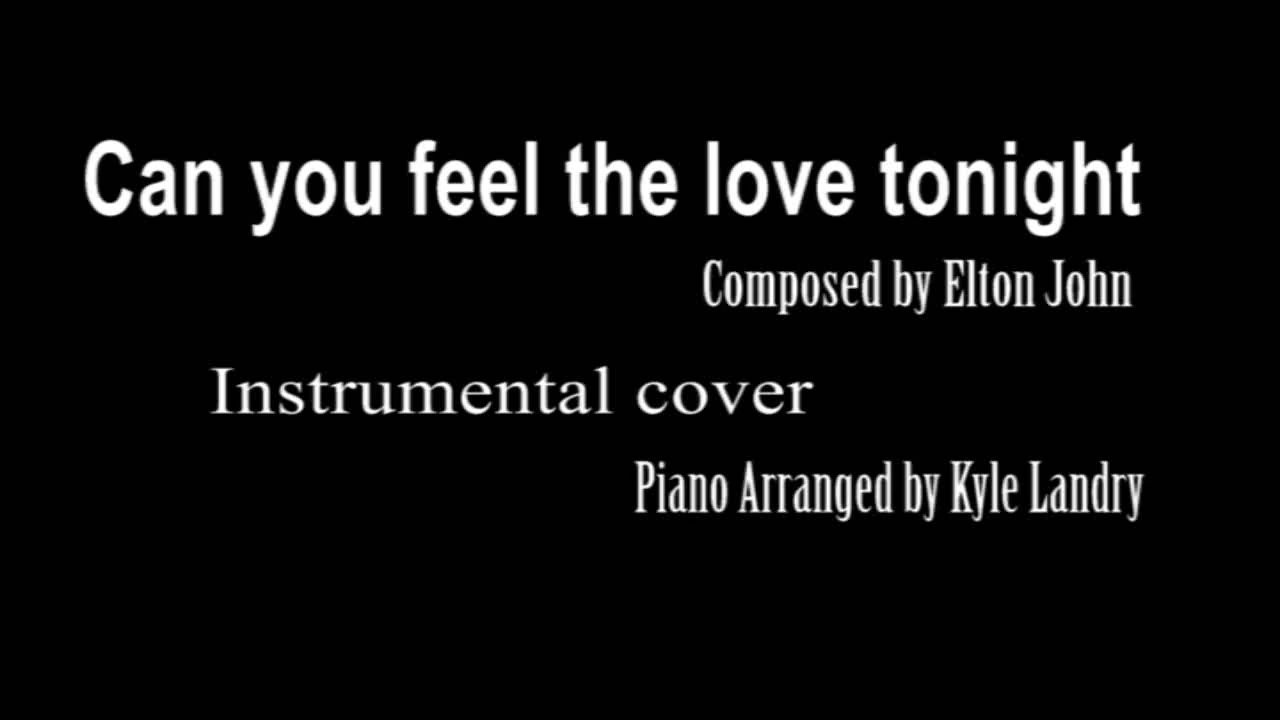 Can you feel the love tonight
Composed by Elton John
Instrumental cover
Piano Arranged by Kyle Landry